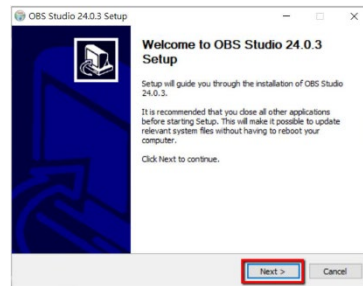 OBS Studio 24.0.3 Setup
Welcome to OBS Studio 24.0.3
Setup
Setup will guide you through the installation of OBS Studio
24.0.3.
It is recommended that you close all other applications
before starting Setup. This will make it possible to update
relevant system files without having to reboot your
computer.
Click Next to continue.
Next > Cancel